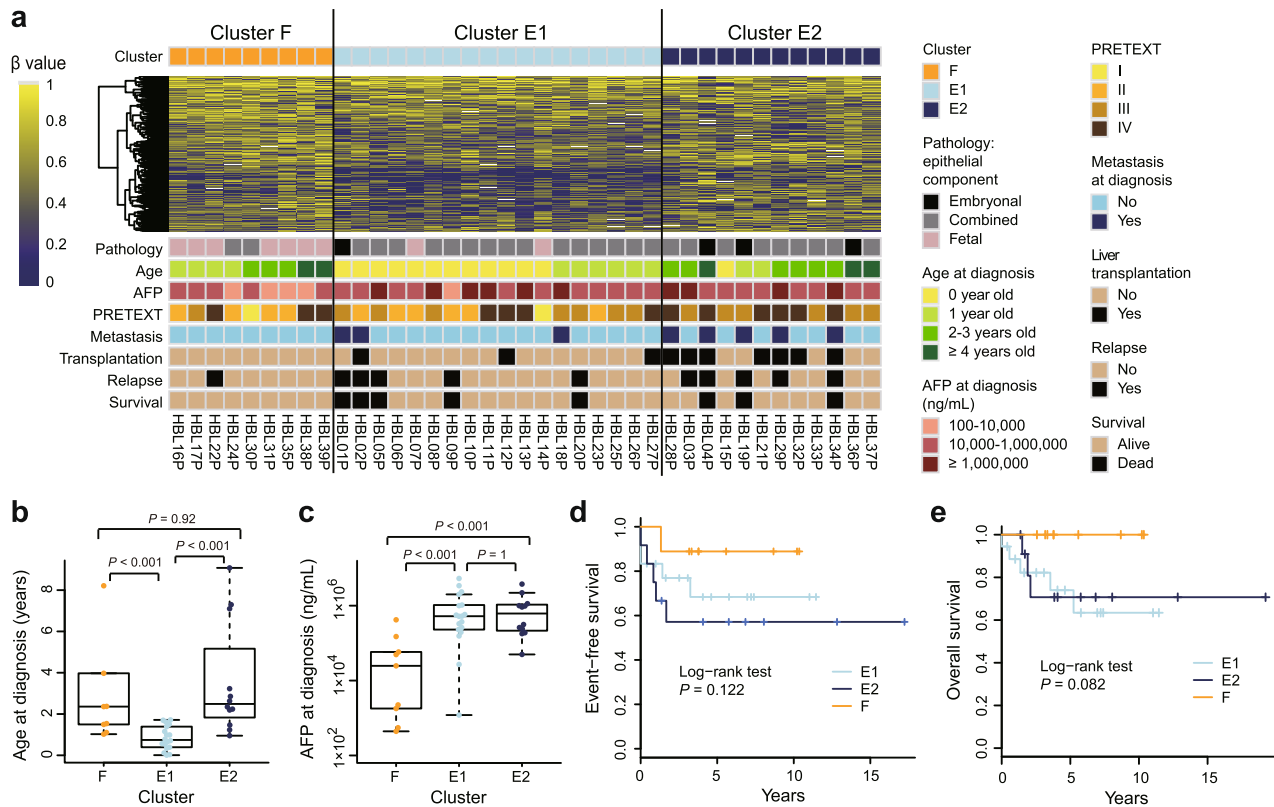 a
Cluster F
Cluster E1
Cluster E2
Cluster
β value
1
0.8
0.6
0.4
0.2
0
Pathology
Age
AFP
PRETEXT
Metastasis
Transplantation
Relapse
Survival
HBL16P
HBL17P
HBL22P
HBL24P
HBL30P
HBL31P
HBL35P
HBL38P
HBL39P
HBL01P
HBL02P
HBL05P
HBL06P
HBL07P
HBL08P
HBL09P
HBL10P
HBL11P
HBL12P
HBL13P
HBL14P
HBL18P
HBL20P
HBL23P
HBL25P
HBL26P
HBL27P
HBL28P
HBL03P
HBL04P
HBL15P
HBL19P
HBL21P
HBL29P
HBL32P
HBL33P
HBL34P
HBL36P
HBL37P
Cluster
F
E1
E2
Pathology:
epithelial
component
Embryonal
Combined
Fetal
Age at diagnosis
0 year old
1 year old
2-3 years old
≥ 4 years old
AFP at diagnosis
(ng/mL)
100-10,000
10,000-1,000,000
≥ 1,000,000
PRETEXT
I
II
III
IV
Metastasis
at diagnosis
No
Yes
Liver
transplantation
No
Yes
Relapse
No
Yes
Survival
Alive
Dead
b
P = 0.92
P < 0.001
P < 0.001
Age at diagnosis (years)
8
6
4
2
0
F
E1
E2
Cluster
c
P < 0.001
P < 0.001
P = 1
AFP at diagnosis (ng/mL)
1×10⁶
1×10⁴
1×10²
F
E1
E2
Cluster
d
Event−free survival
1.0
0.8
0.6
0.4
0.2
0.0
Log−rank test
P = 0.122
E1
E2
F
0
5
10
15
Years
e
Overall survival
1.0
0.8
0.6
0.4
0.2
0.0
Log−rank test
P = 0.082
E1
E2
F
0
5
10
15
Years